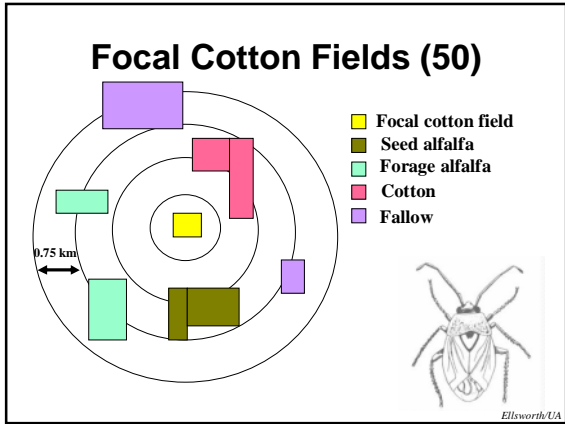 Focal Cotton Fields (50)
Focal cotton field
Seed alfalfa
Forage alfalfa
Cotton
Fallow
0.75 km
Ellsworth/UA